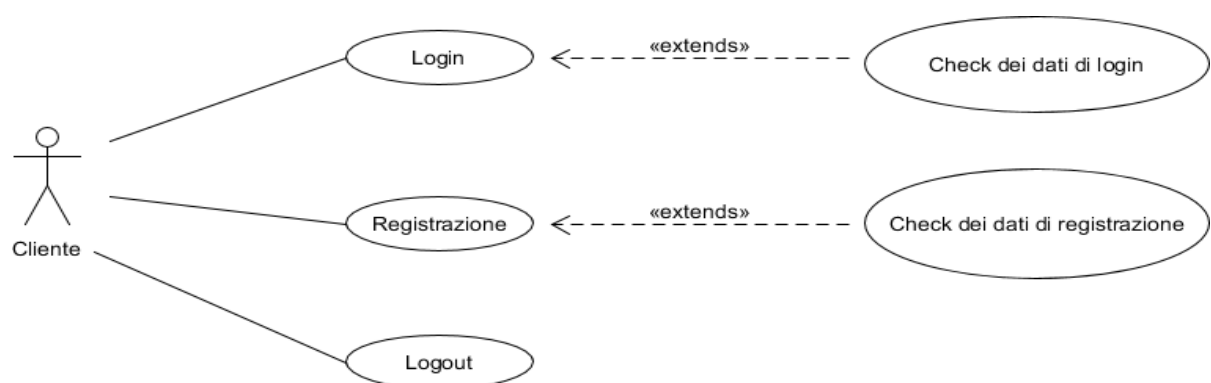 Login
«extends»
Check dei dati di login
Cliente
Registrazione
«extends»
Check dei dati di registrazione
Logout